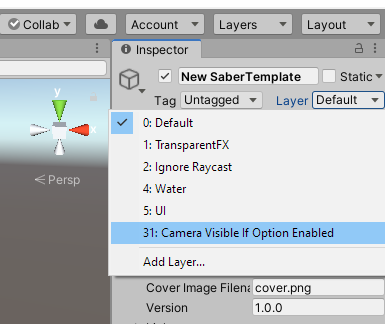 Collab Account Layers Layout
Inspector
New SaberTemplate Static
Tag Untagged Layer Default
y
x
Persp
0: Default
1: TransparentFX
2: Ignore Raycast
4: Water
5: UI
31: Camera Visible If Option Enabled
Add Layer...
Cover Image Filena cover.png
Version 1.0.0